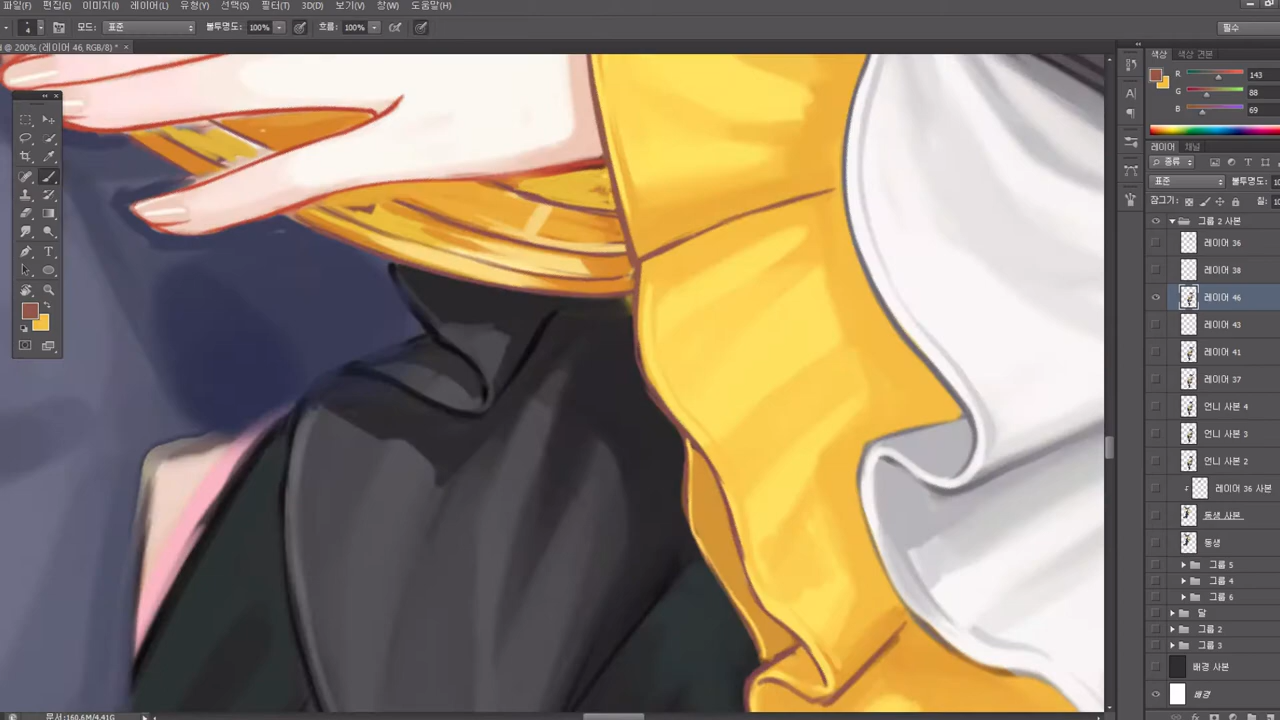 파일(F) 편집(E) 이미지(I) 레이어(L) 유형(Y) 선택(S) 필터(T) 3D(D) 보기(V) 창(W) 도움말(H)
4 모드: 표준 불투명도: 100% 흐름: 100% 필수
@ 200% (레이어 46, RGB/8) * ×
색상 색상 견본
R 143
G 88
B 69
레이어 채널
종류
표준 불투명도: 10
잠그기: 칠: 10
그룹 2 사본
레이어 36
레이어 38
레이어 46
레이어 43
레이어 41
레이어 37
언니 사본 4
언니 사본 3
언니 사본 2
레이어 36 사본
동생 사본
동생
그룹 5
그룹 4
그룹 6
달
그룹 2
그룹 3
배경 사본
배경
문서:160.6M/4.41G